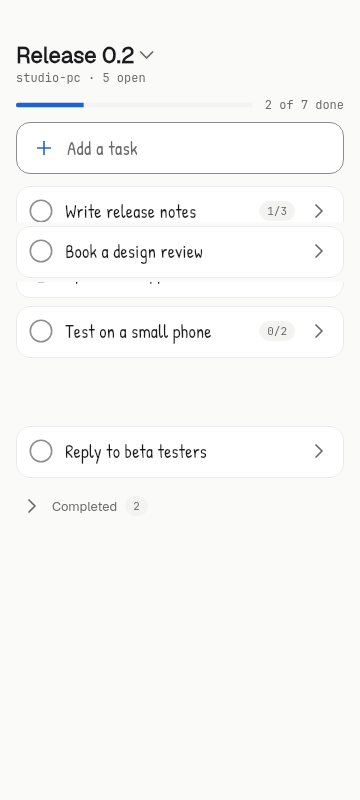 Release 0.2
studio-pc · 5 open
2 of 7 done
Add a task
Write release notes 1/3
Book a design review
Test on a small phone 0/2
Reply to beta testers
Completed 2